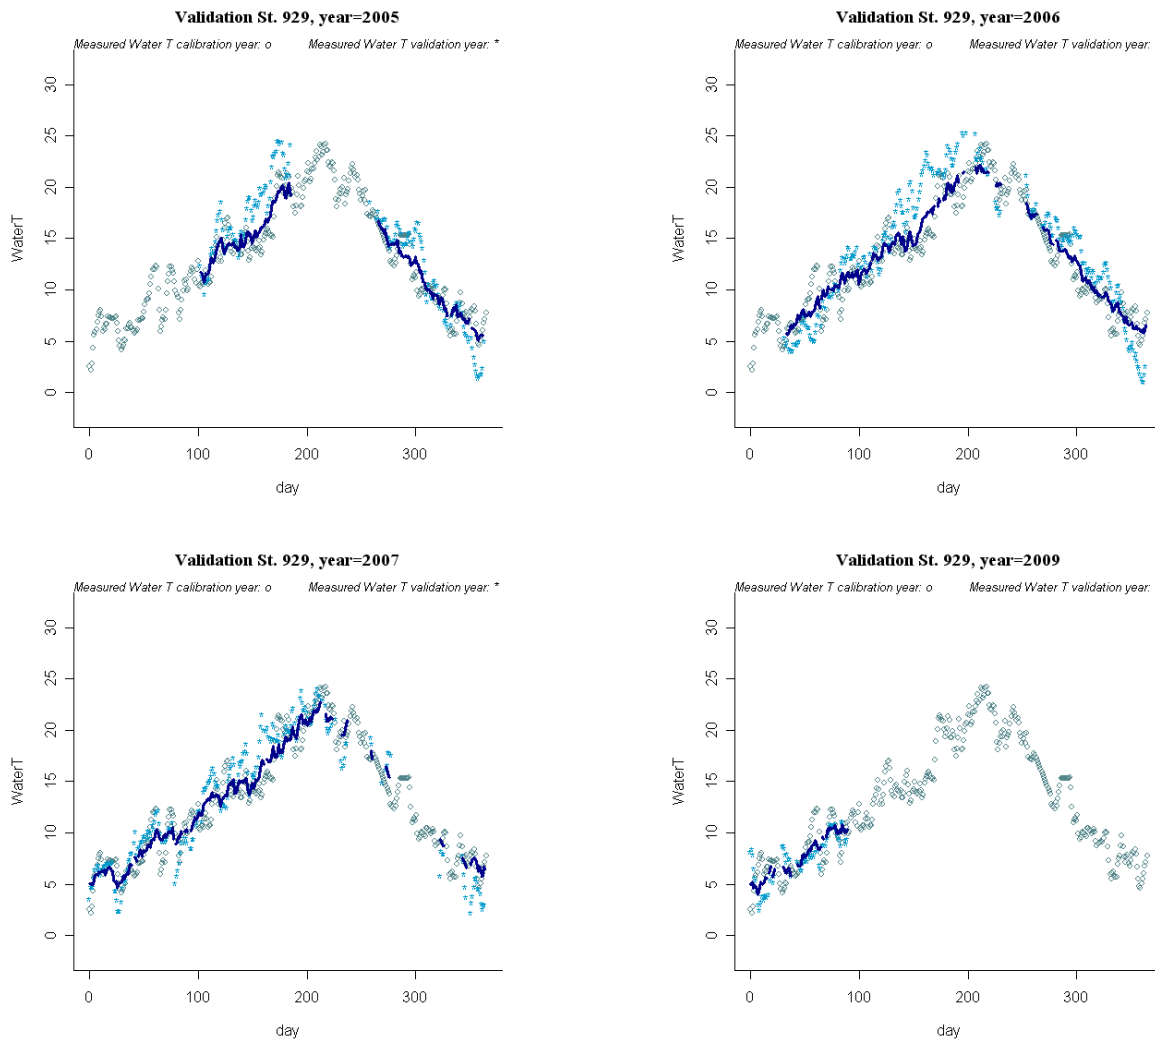 Validation St. 929, year=2005
Measured Water T calibration year: o Measured Water T validation year: *
WaterT
0 5 10 15 20 25 30
0 100 200 300
day
Validation St. 929, year=2006
Measured Water T calibration year: o Measured Water T validation year:
WaterT
0 5 10 15 20 25 30
0 100 200 300
day
Validation St. 929, year=2007
Measured Water T calibration year: o Measured Water T validation year: *
WaterT
0 5 10 15 20 25 30
0 100 200 300
day
Validation St. 929, year=2009
Measured Water T calibration year: o Measured Water T validation year:
WaterT
0 5 10 15 20 25 30
0 100 200 300
day